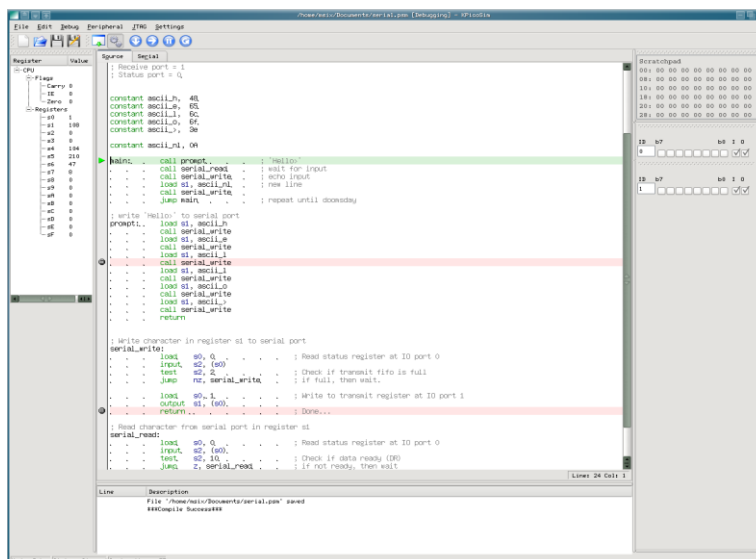 /home/msix/Documents/serial.psm [Debugging] - KPicoSim
File Edit Debug Peripheral JTAG Settings
Register Value
CPU
Flags
Carry 0
IE 0
Zero 0
Registers
s0 1
s1 108
s2 0
s3 0
s4 104
s5 210
s6 47
s7 0
s8 0
s9 0
sA 0
sB 0
sC 0
sD 0
sE 0
sF 0
Source Serial
; Receive port = 1
; Status port = 0
constant ascii_h, 48
constant ascii_e, 65
constant ascii_l, 6c
constant ascii_o, 6f
constant ascii_>, 3e
constant ascii_nl, 0A
main: call prompt ; 'Hello>'
call serial_read ; wait for input
call serial_write ; echo input
load s1, ascii_nl ; new line
call serial_write
jump main ; repeat until doomsday
; write 'Hello>' to serial port
prompt: load s1, ascii_h
call serial_write
load s1, ascii_e
call serial_write
load s1, ascii_l
call serial_write
load s1, ascii_l
call serial_write
load s1, ascii_o
call serial_write
load s1, ascii_>
call serial_write
return
; Write character in register s1 to serial port
serial_write:
load s0, 0 ; Read status register at IO port 0
input s2, (s0)
test s2, 2 ; Check if transmit fifo is full
jump nz, serial_write ; if full, then wait.
load s0, 1 ; Write to transmit register at IO port 1
output s1, (s0)
return ; Done...
; Read character from serial port in register s1
serial_read:
load s0, 0 ; Read status register at IO port 0
input s2, (s0)
test s2, 10 ; Check if data ready (DR)
jump z, serial_read ; if not ready, then wait
Line: 24 Col: 1
Line Description
File '/home/msix/Documents/serial.psm' saved
###Compile Success###
Scratchpad
00: 00 00 00 00 00 00 00 00
08: 00 00 00 00 00 00 00 00
10: 00 00 00 00 00 00 00 00
18: 00 00 00 00 00 00 00 00
20: 00 00 00 00 00 00 00 00
28: 00 00 00 00 00 00 00 00
ID b7 b0 I O
0
ID b7 b0 I O
1